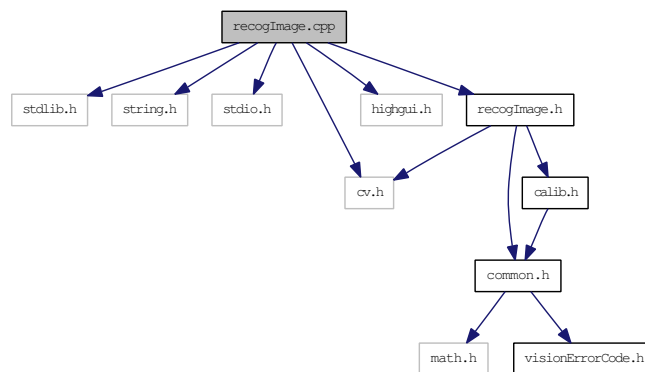 recogImage.cpp
stdlib.h
string.h
stdio.h
highgui.h
recogImage.h
cv.h
calib.h
common.h
math.h
visionErrorCode.h